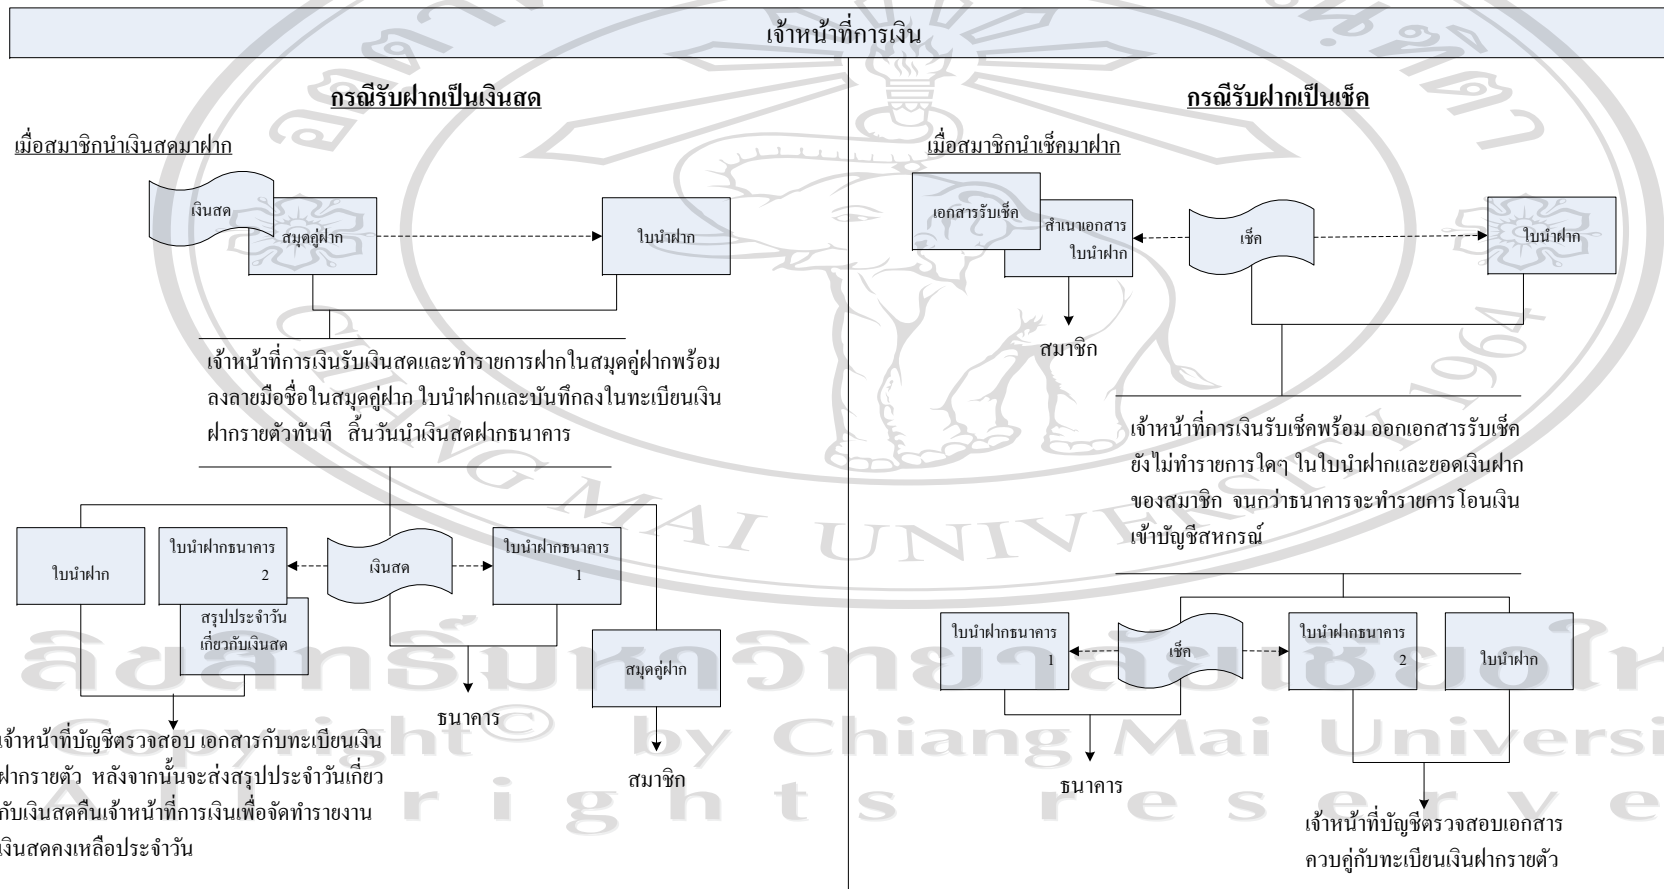 เจ้าหน้าที่การเงิน
กรณีรับฝากเป็นเงินสด
เมื่อสมาชิกนำเงินสดมาฝาก
เงินสด
สมุดคู่ฝาก
ใบนำฝาก
เจ้าหน้าที่การเงินรับเงินสดและทำรายการฝากในสมุดคู่ฝากพร้อม
ลงลายมือชื่อในสมุดคู่ฝาก ใบนำฝากและบันทึกลงในทะเบียนเงิน
ฝากรายตัวทันที สิ้นวันนำเงินสดฝากธนาคาร
ใบนำฝาก
ใบนำฝากธนาคาร
2
สรุปประจำวัน
เกี่ยวกับเงินสด
เงินสด
ใบนำฝากธนาคาร
1
สมุดคู่ฝาก
ธนาคาร
สมาชิก
เจ้าหน้าที่บัญชีตรวจสอบ เอกสารกับทะเบียนเงิน
ฝากรายตัว หลังจากนั้นจะส่งสรุปประจำวันเกี่ยว
กับเงินสดคืนเจ้าหน้าที่การเงินเพื่อจัดทำรายงาน
เงินสดคงเหลือประจำวัน
กรณีรับฝากเป็นเช็ค
เมื่อสมาชิกนำเช็คมาฝาก
เอกสารรับเช็ค
สำเนาเอกสาร
ใบนำฝาก
เช็ค
ใบนำฝาก
สมาชิก
เจ้าหน้าที่การเงินรับเช็คพร้อม ออกเอกสารรับเช็ค
ยังไม่ทำรายการใดๆ ในใบนำฝากและยอดเงินฝาก
ของสมาชิก จนกว่าธนาคารจะทำรายการโอนเงิน
เข้าบัญชีสหกรณ์
ใบนำฝากธนาคาร
1
เช็ค
ใบนำฝากธนาคาร
2
ใบนำฝาก
ธนาคาร
เจ้าหน้าที่บัญชีตรวจสอบเอกสาร
ควบคู่กับทะเบียนเงินฝากรายตัว
CHIANG MAI UNIVERSITY 1964
Copyright© by Chiang Mai Universi
All rights reserve